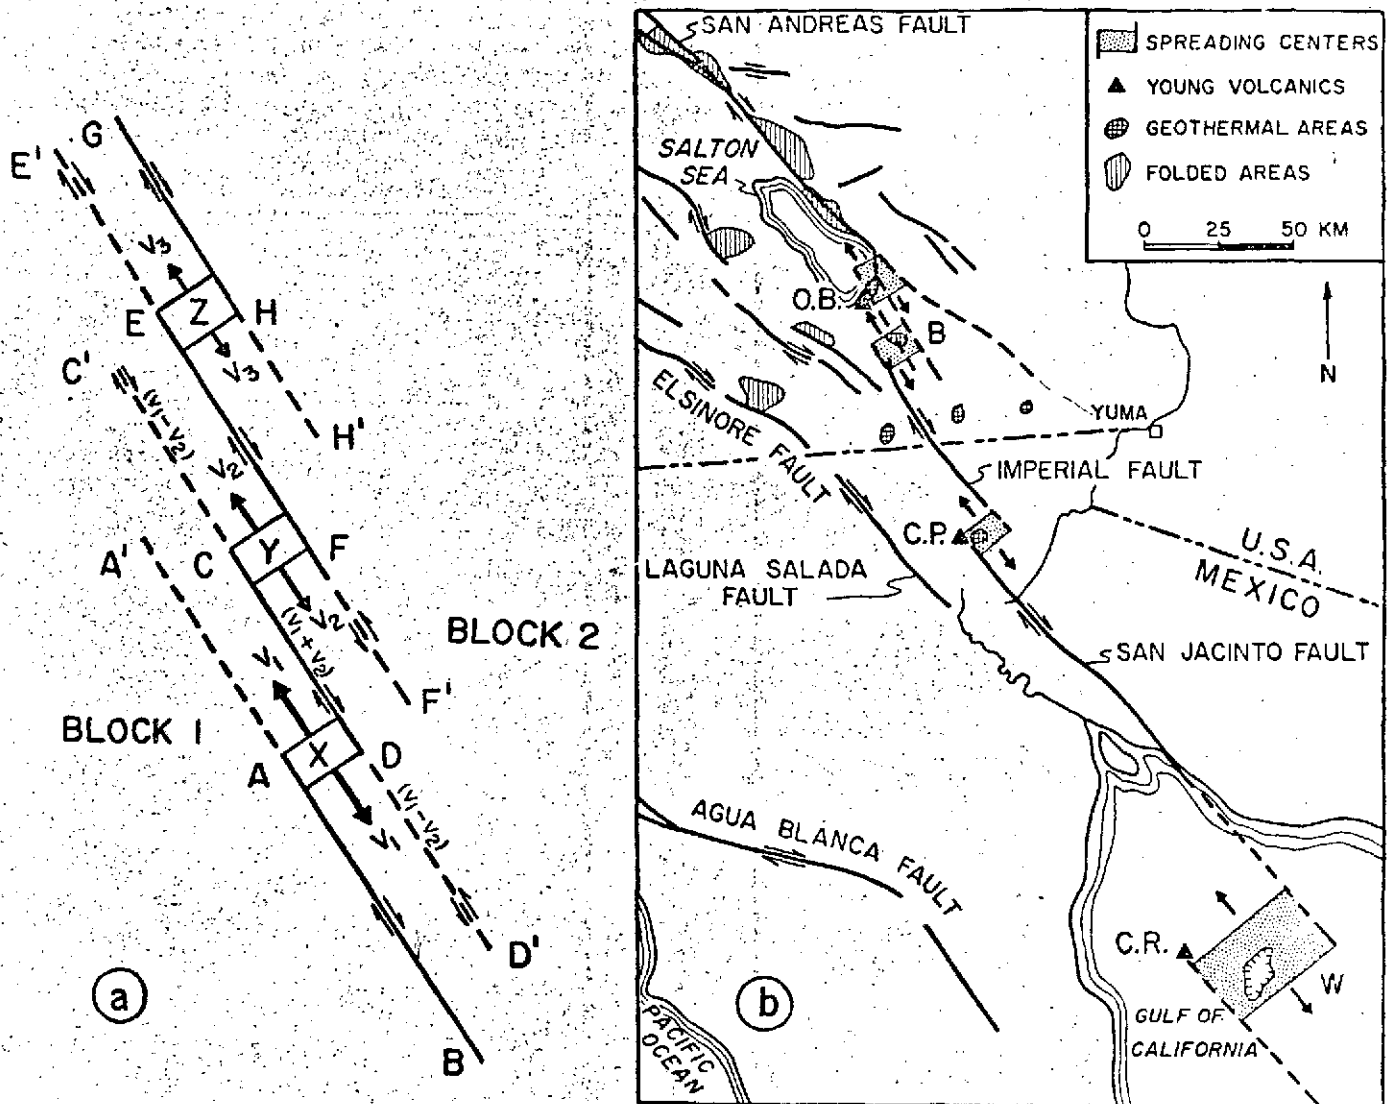 G
E'
V3
E
Z
H
V3
H'
C'
(V1-V2)
V2
A'
C
Y
F
V2
(V1+V2)
BLOCK 2
F'
V1
BLOCK 1
A
X
D
V1
(V1-V2)
D'
B
a
SAN ANDREAS FAULT
SPREADING CENTERS
YOUNG VOLCANICS
GEOTHERMAL AREAS
FOLDED AREAS
0 25 50 KM
SALTON
SEA
O.B.
B
N
ELSINORE FAULT
YUMA
IMPERIAL FAULT
C.P.
U.S.A.
MEXICO
LAGUNA SALADA
FAULT
SAN JACINTO FAULT
AGUA BLANCA FAULT
C.R.
W
GULF OF
CALIFORNIA
PACIFIC
OCEAN
b